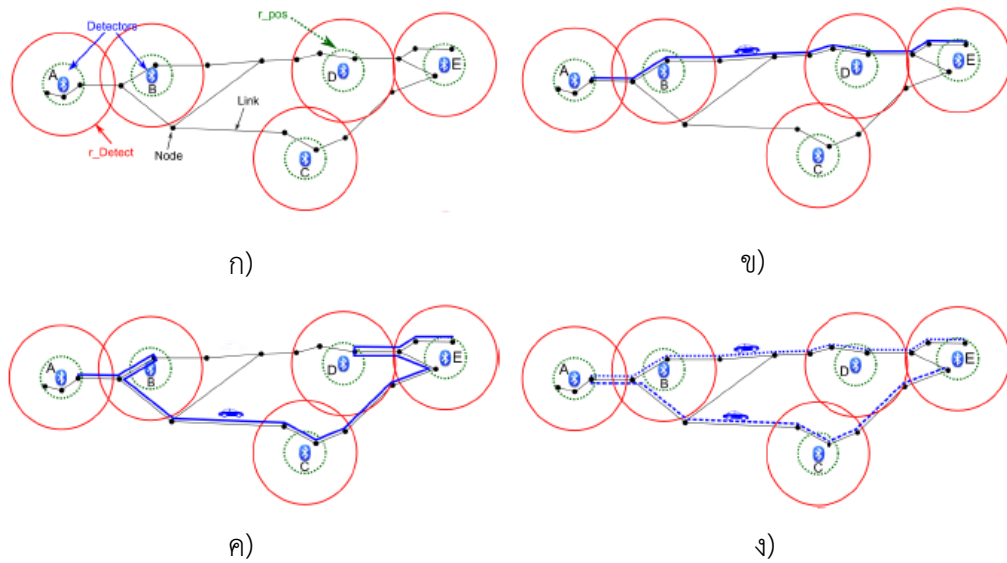 Detectors
r_pos
A
B
D
E
Link
r_Detect
Node
C
ก)
A
B
D
E
C
ข)
A
B
D
E
C
ค)
A
B
D
E
C
ง)